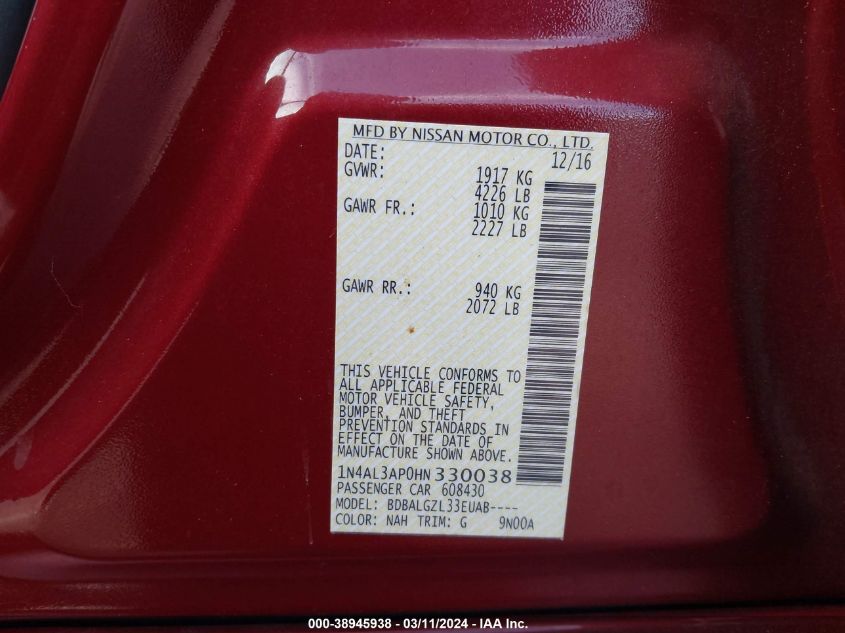 MFD BY NISSAN MOTOR CO., LTD.
DATE: 12/16
GVWR: 1917 KG
4226 LB
GAWR FR.: 1010 KG
2227 LB
GAWR RR.: 940 KG
2072 LB
THIS VEHICLE CONFORMS TO
ALL APPLICABLE FEDERAL
MOTOR VEHICLE SAFETY,
BUMPER, AND THEFT
PREVENTION STANDARDS IN
EFFECT ON THE DATE OF
MANUFACTURE SHOWN ABOVE.
1N4AL3AP0HN330038
PASSENGER CAR 608430
MODEL: BDBALGZL33EUAB----
COLOR: NAH TRIM: G 9N00A
000-38945938 - 03/11/2024 - IAA Inc.